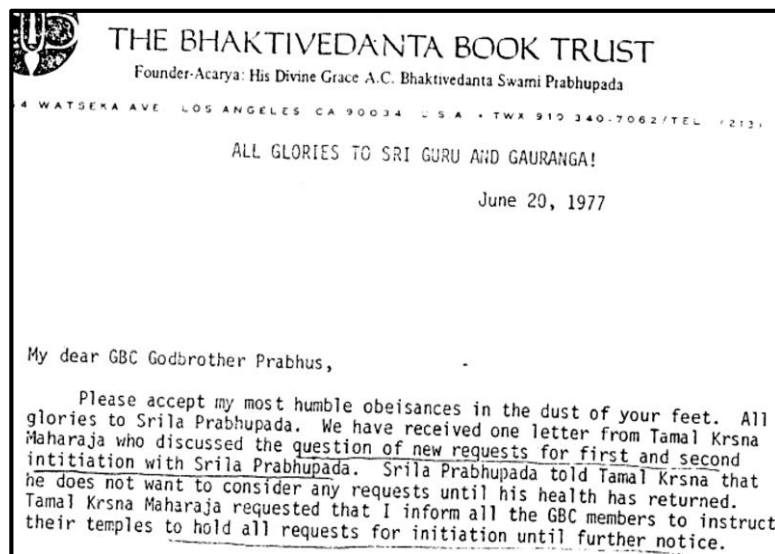 THE BHAKTIVEDANTA BOOK TRUST
Founder-Acarya: His Divine Grace A.C. Bhaktivedanta Swami Prabhupada
4 WATSEKA AVE LOS ANGELES CA 90034 U S A • TWX 910 340-7062/TEL (213)
ALL GLORIES TO SRI GURU AND GAURANGA!
June 20, 1977
My dear GBC Godbrother Prabhus,
Please accept my most humble obeisances in the dust of your feet. All
glories to Srila Prabhupada. We have received one letter from Tamal Krsna
Maharaja who discussed the question of new requests for first and second
intitiation with Srila Prabhupada. Srila Prabhupada told Tamal Krsna that
he does not want to consider any requests until his health has returned.
Tamal Krsna Maharaja requested that I inform all the GBC members to instruct
their temples to hold all requests for initiation until further notice.